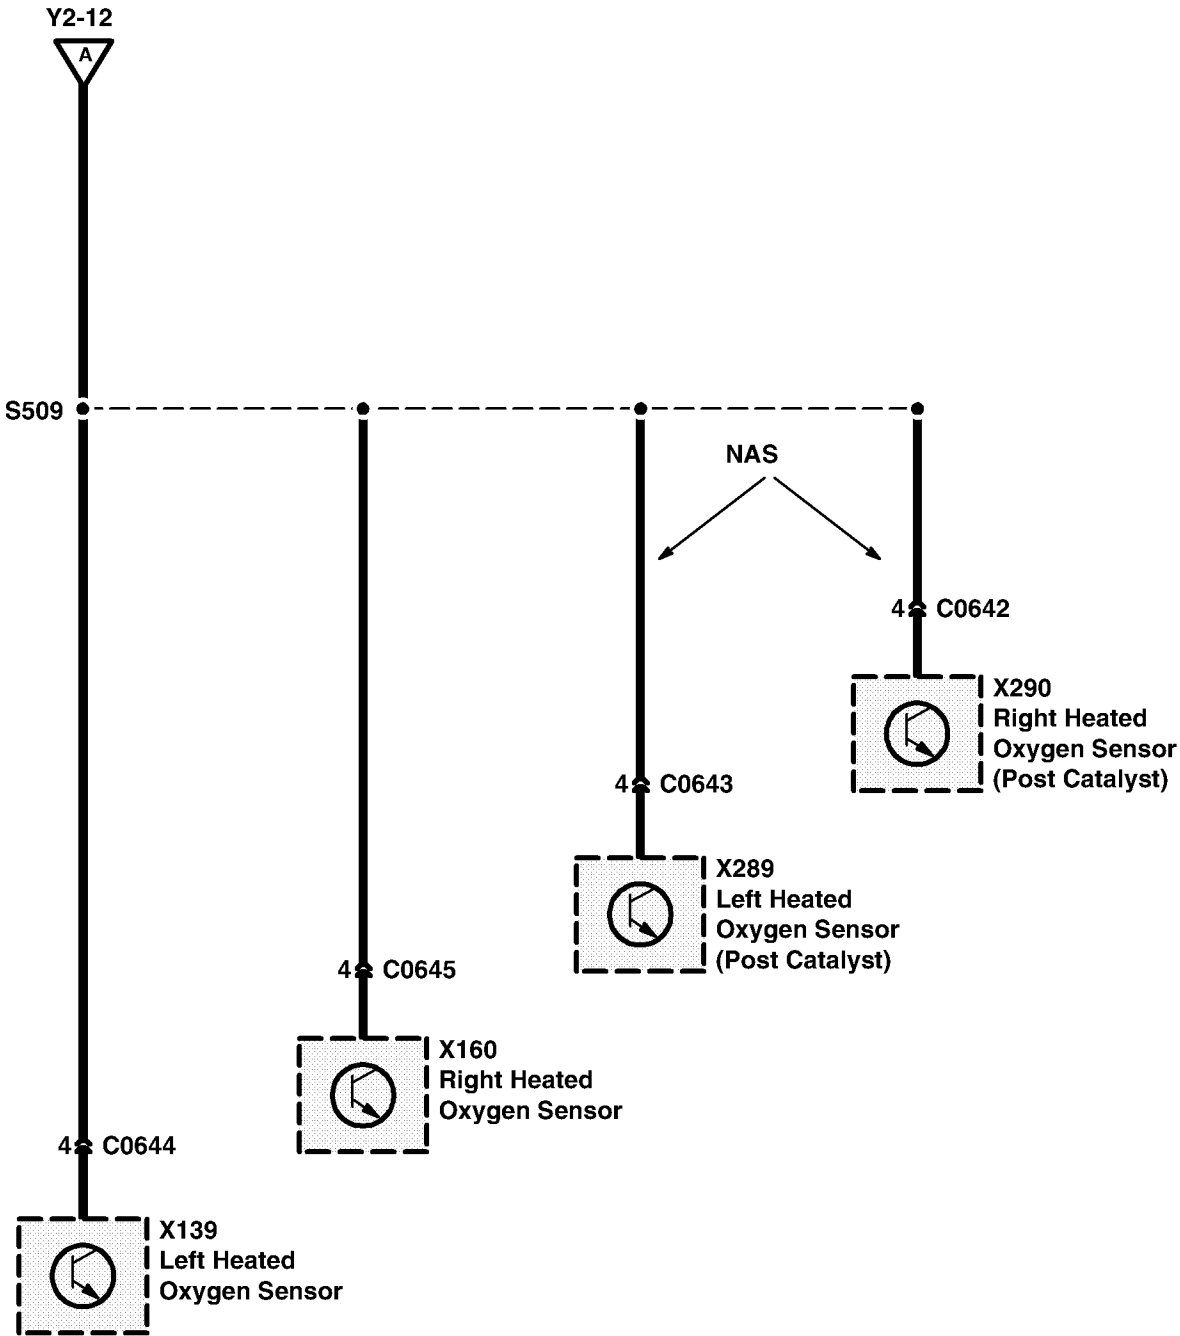 Y2-12
A
S509
NAS
4 C0642
X290
Right Heated
Oxygen Sensor
(Post Catalyst)
4 C0643
X289
Left Heated
Oxygen Sensor
(Post Catalyst)
4 C0645
X160
Right Heated
Oxygen Sensor
4 C0644
X139
Left Heated
Oxygen Sensor